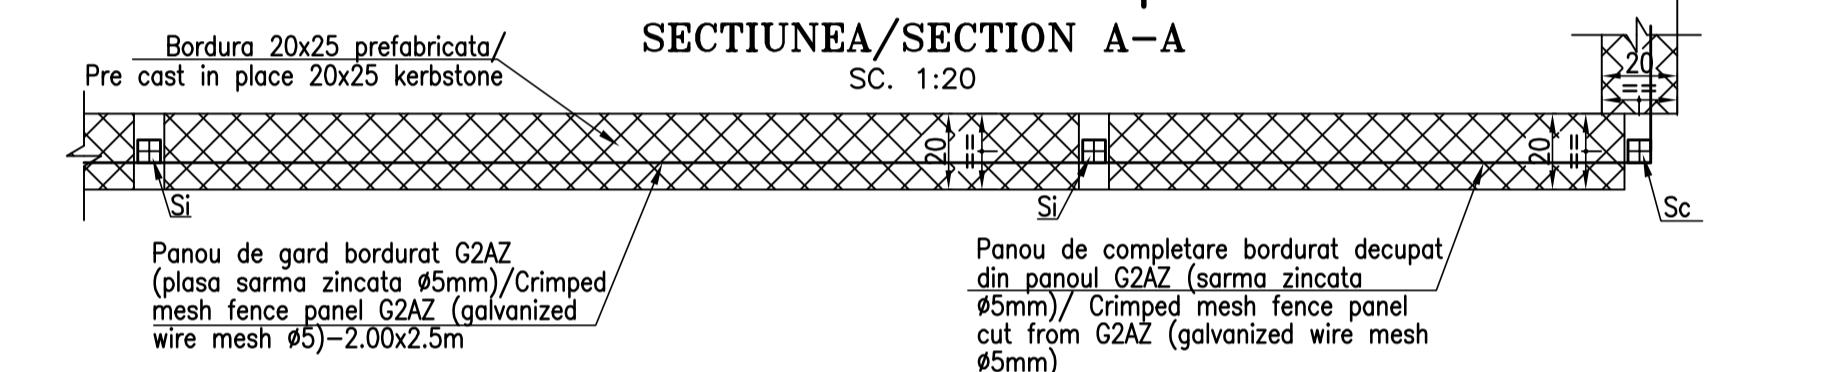 SECTIUNEA/SECTION A-A
SC. 1:20
Bordura 20x25 prefabricata/
Pre cast in place 20x25 kerbstone
20
==
20
==
20
==
Si
Si
Sc
Panou de gard bordurat G2AZ
(plasa sarma zincata ø5mm)/Crimped
mesh fence panel G2AZ (galvanized
wire mesh ø5)-2.00x2.5m
Panou de completare bordurat decupat
din panoul G2AZ (sarma zincata
ø5mm)/ Crimped mesh fence panel
cut from G2AZ (galvanized wire mesh
ø5mm)